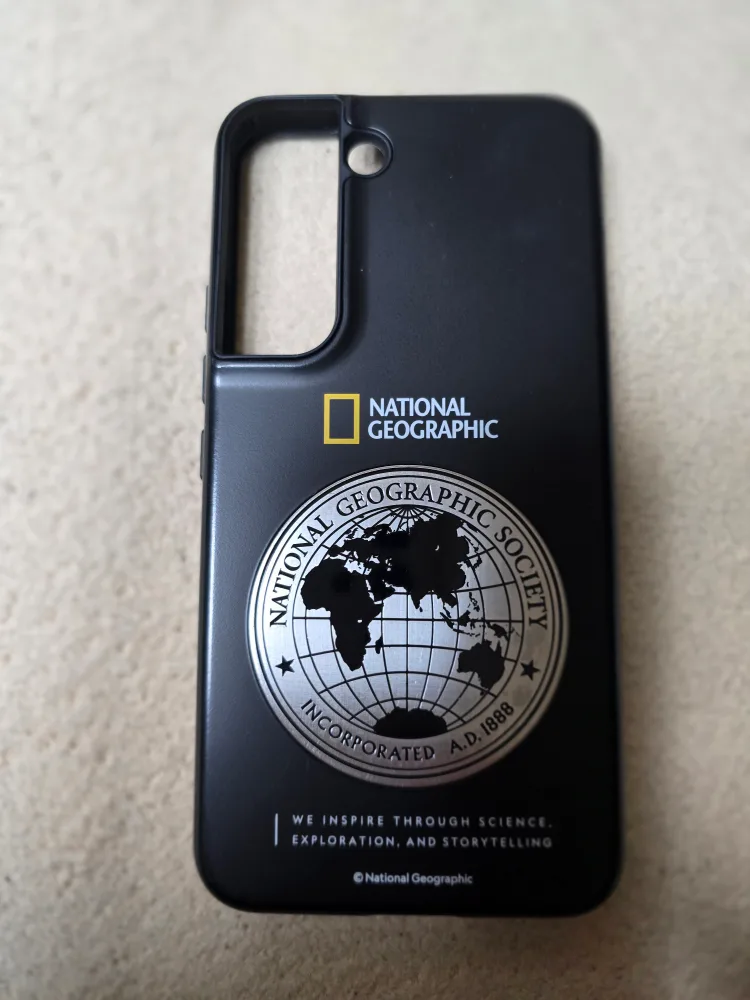 NATIONAL
GEOGRAPHIC
NATIONAL GEOGRAPHIC SOCIETY
INCORPORATED A.D. 1888
WE INSPIRE THROUGH SCIENCE,
EXPLORATION, AND STORYTELLING
©National Geographic